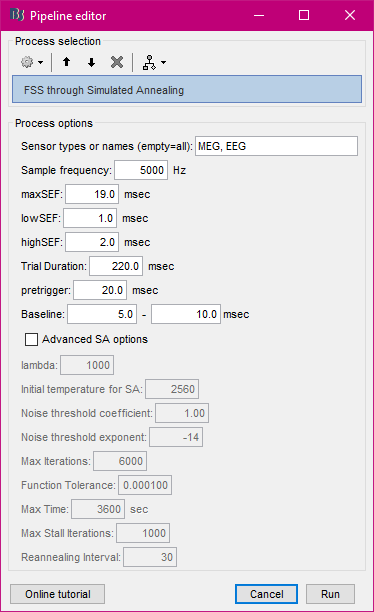 Pipeline editor
Process selection
FSS through Simulated Annealing
Process options
Sensor types or names (empty=all): MEG, EEG
Sample frequency: 5000 Hz
maxSEF: 19.0 msec
lowSEF: 1.0 msec
highSEF: 2.0 msec
Trial Duration: 220.0 msec
pretrigger: 20.0 msec
Baseline: 5.0 - 10.0 msec
Advanced SA options
lambda: 1000
Initial temperature for SA: 2560
Noise threshold coefficient: 1.00
Noise threshold exponent: -14
Max Iterations: 6000
Function Tolerance: 0.000100
Max Time: 3600 sec
Max Stall Iterations: 1000
Reannealing Interval: 30
Online tutorial Cancel Run